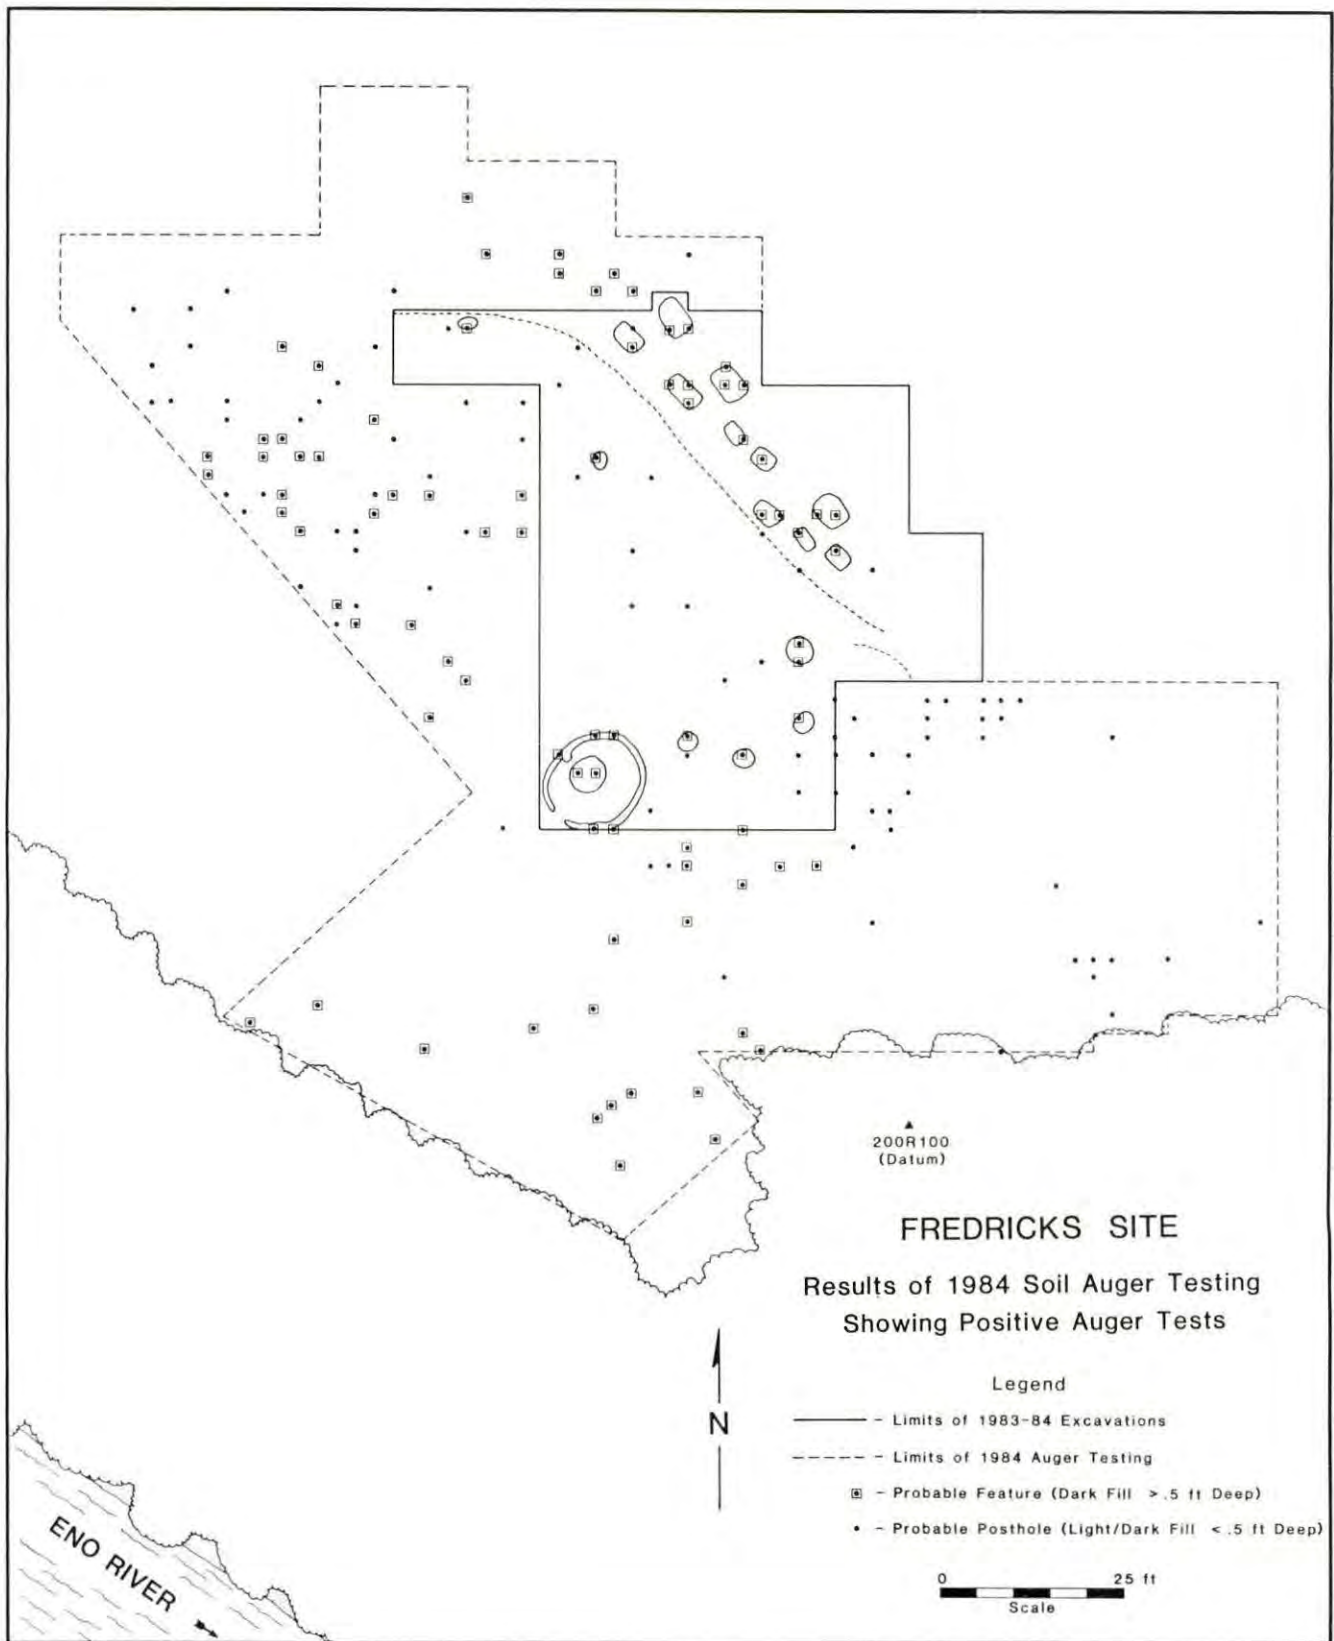 200R100
(Datum)
FREDRICKS SITE
Results of 1984 Soil Auger Testing
Showing Positive Auger Tests
Legend
– Limits of 1983-84 Excavations
– Limits of 1984 Auger Testing
– Probable Feature (Dark Fill > .5 ft Deep)
– Probable Posthole (Light/Dark Fill < .5 ft Deep)
N
0 25 ft
Scale
ENO RIVER